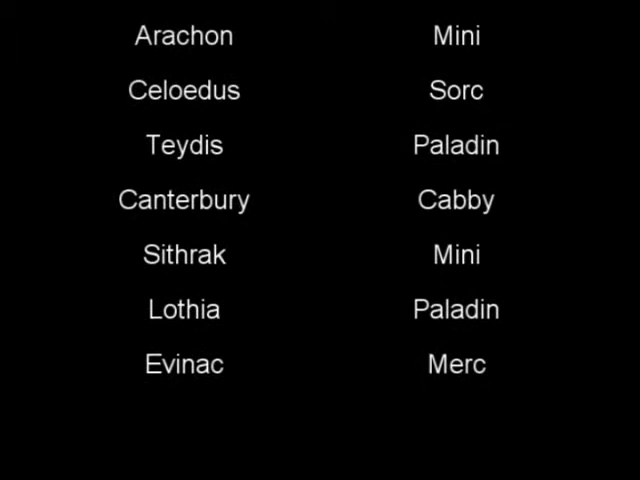 Arachon Mini
Celoedus Sorc
Teydis Paladin
Canterbury Cabby
Sithrak Mini
Lothia Paladin
Evinac Merc